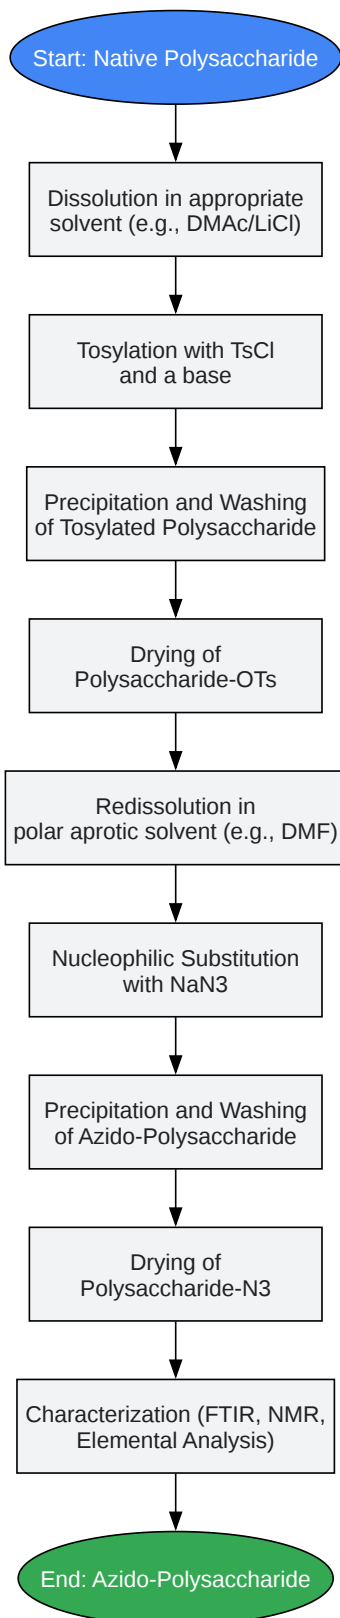 Start: Native Polysaccharide
Dissolution in appropriate
solvent (e.g., DMAc/LiCl)
Tosylation with TsCl
and a base
Precipitation and Washing
of Tosylated Polysaccharide
Drying of
Polysaccharide-OTs
Redissolution in
polar aprotic solvent (e.g., DMF)
Nucleophilic Substitution
with NaN3
Precipitation and Washing
of Azido-Polysaccharide
Drying of
Polysaccharide-N3
Characterization (FTIR, NMR,
Elemental Analysis)
End: Azido-Polysaccharide